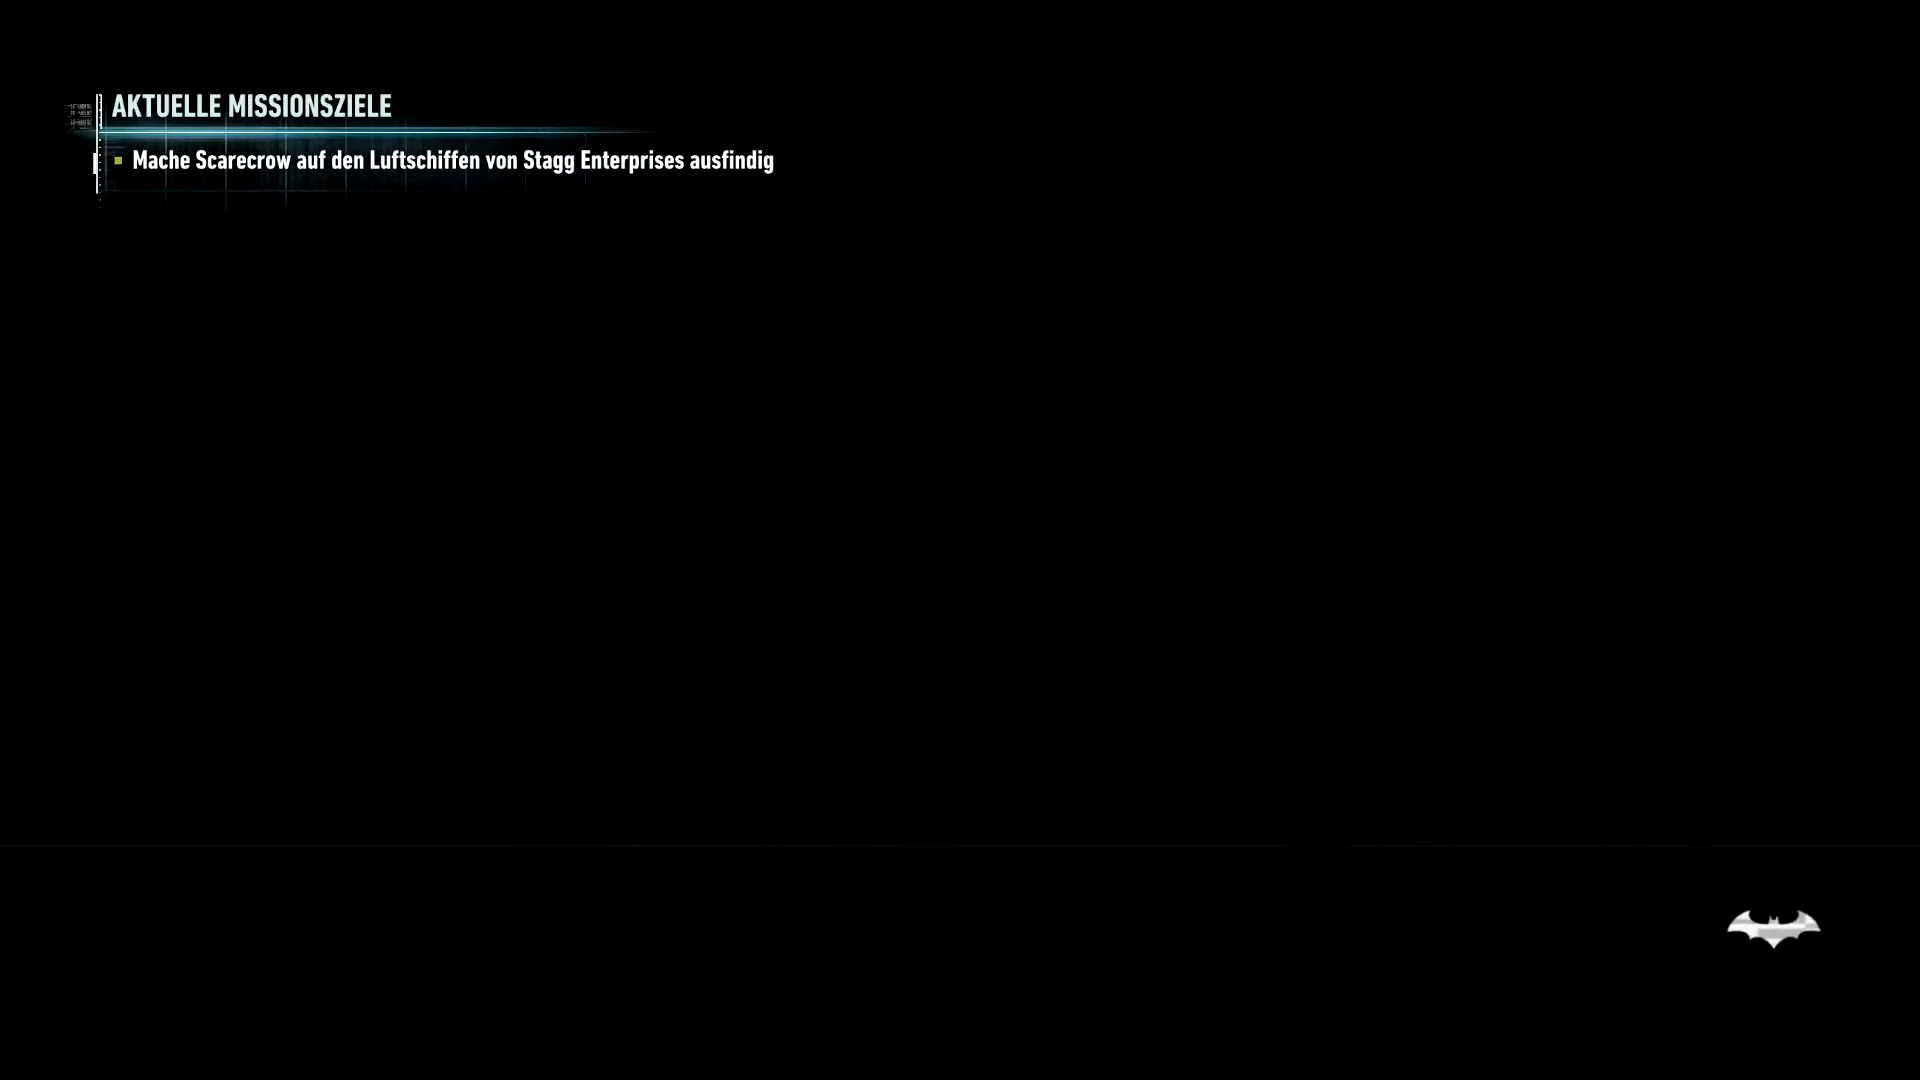 AKTUELLE MISSIONSZIELE
Mache Scarecrow auf den Luftschiffen von Stagg Enterprises ausfindig